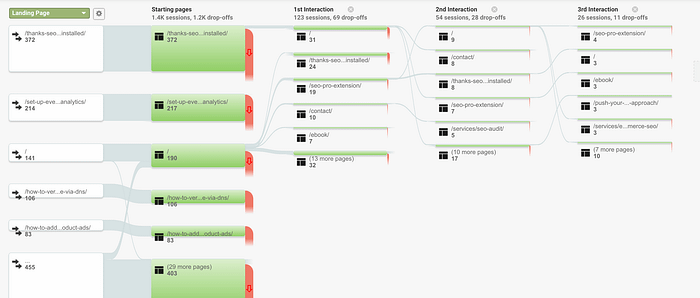 Landing Page
Starting pages
1.4K sessions, 1.2K drop-offs
1st Interaction
123 sessions, 69 drop-offs
2nd Interaction
54 sessions, 28 drop-offs
3rd Interaction
26 sessions, 11 drop-offs
/thanks-seo...installed/
372
/set-up-eve...analytics/
214
/
141
/how-to-ver...e-via-dns/
106
/how-to-add...oduct-ads/
83
...
455
/thanks-seo...installed/
372
/set-up-eve...analytics/
217
/
190
/how-to-ver...e-via-dns/
106
/how-to-add...oduct-ads/
83
(29 more pages)
403
/
31
/thanks-seo...installed/
24
/seo-pro-extension/
19
/contact/
10
/ebook/
7
(13 more pages)
32
/
9
/contact/
8
/thanks-seo...installed/
8
/seo-pro-extension/
7
/services/seo-audit/
5
(10 more pages)
17
/seo-pro-extension/
4
/
3
/ebook/
3
/push-your-...-approach/
3
/services/e...merce-seo/
3
(7 more pages)
10